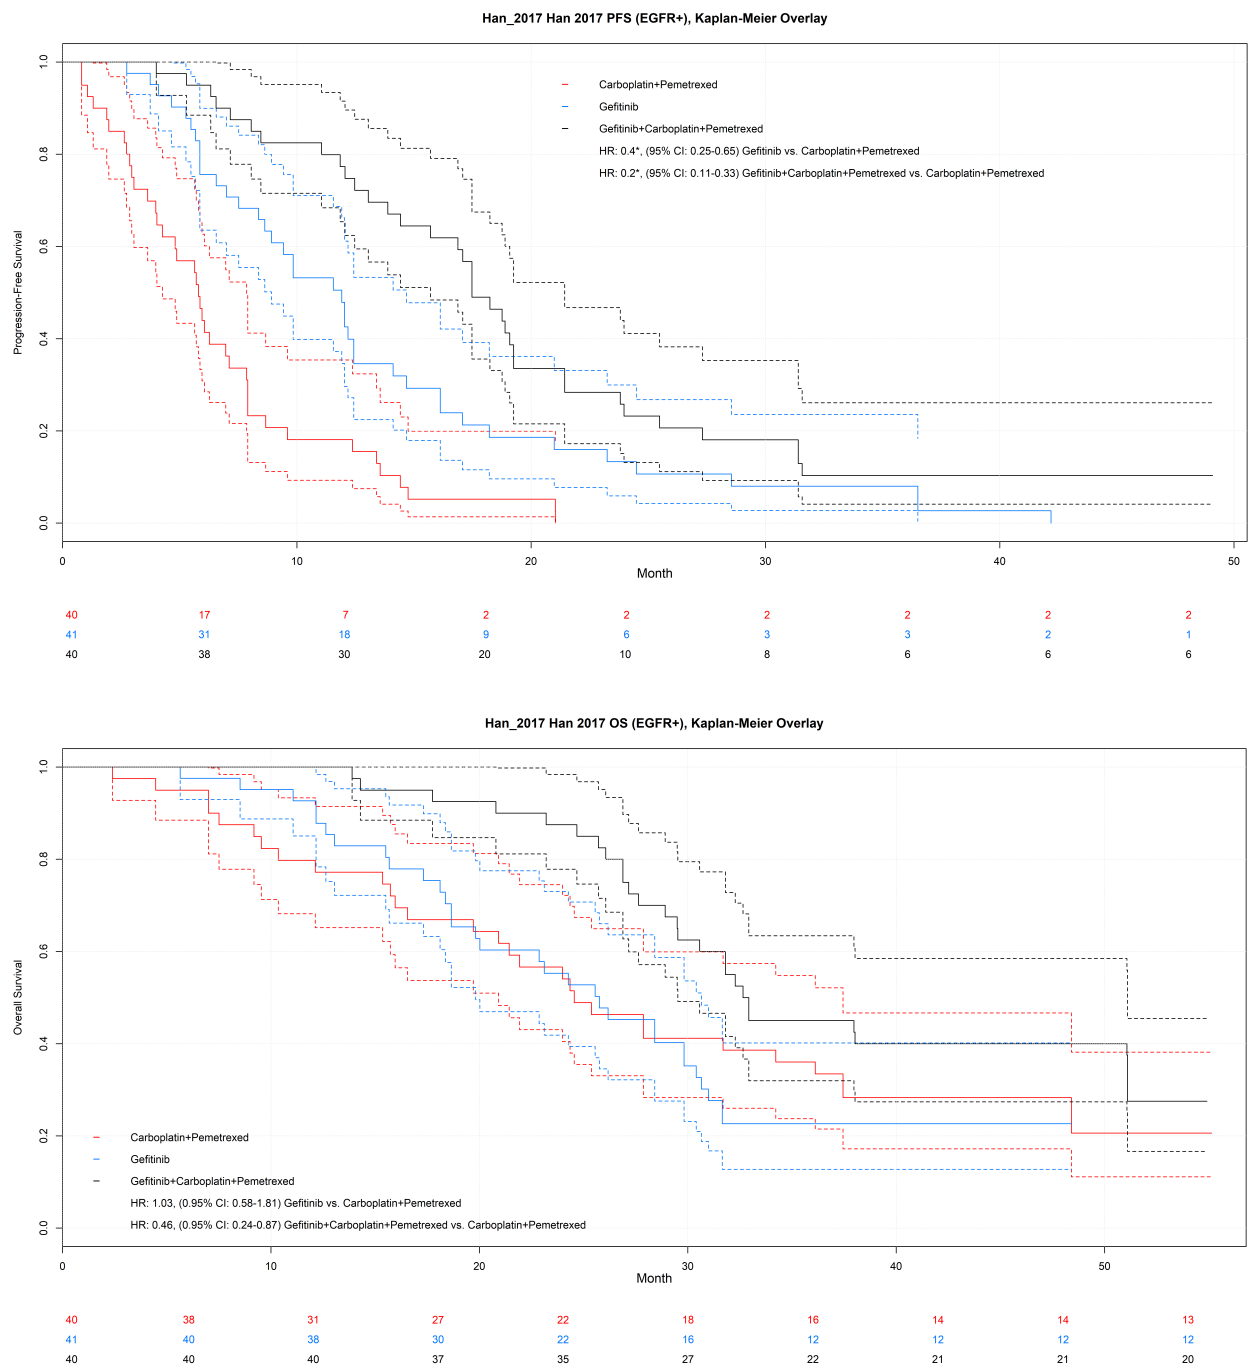 Han_2017 Han 2017 PFS (EGFR+), Kaplan-Meier Overlay
Progression-Free Survival
1.0
0.8
0.6
0.4
0.2
0.0
Carboplatin+Pemetrexed
Gefitinib
Gefitinib+Carboplatin+Pemetrexed
HR: 0.4*, (95% CI: 0.25-0.65) Gefitinib vs. Carboplatin+Pemetrexed
HR: 0.2*, (95% CI: 0.11-0.33) Gefitinib+Carboplatin+Pemetrexed vs. Carboplatin+Pemetrexed
0 10 20 30 40 50
Month
40 17 7 2 2 2 2 2 2
41 31 18 9 6 3 3 2 1
40 38 30 20 10 8 6 6 6
Han_2017 Han 2017 OS (EGFR+), Kaplan-Meier Overlay
Overall Survival
1.0
0.8
0.6
0.4
0.2
0.0
Carboplatin+Pemetrexed
Gefitinib
Gefitinib+Carboplatin+Pemetrexed
HR: 1.03, (0.95% CI: 0.58-1.81) Gefitinib vs. Carboplatin+Pemetrexed
HR: 0.46, (0.95% CI: 0.24-0.87) Gefitinib+Carboplatin+Pemetrexed vs. Carboplatin+Pemetrexed
0 10 20 30 40 50
Month
40 38 31 27 22 18 16 14 14 13
41 40 38 30 22 16 12 12 12 12
40 40 40 37 35 27 22 21 21 20